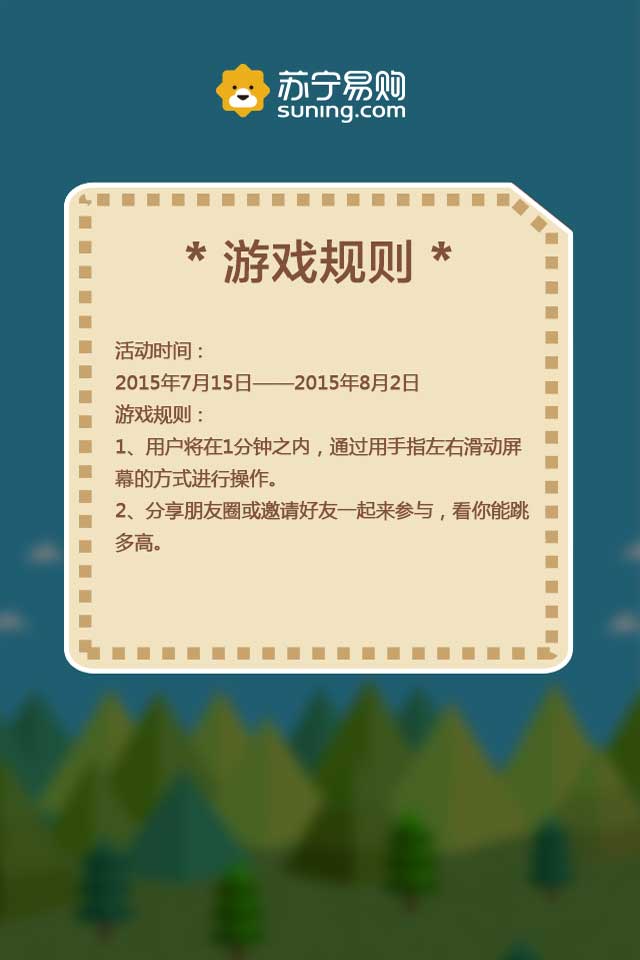 苏宁易购
suning.com
* 游戏规则 *
活动时间：
2015年7月15日——2015年8月2日
游戏规则：
1、用户将在1分钟之内，通过用手指左右滑动屏
幕的方式进行操作。
2、分享朋友圈或邀请好友一起来参与，看你能跳
多高。